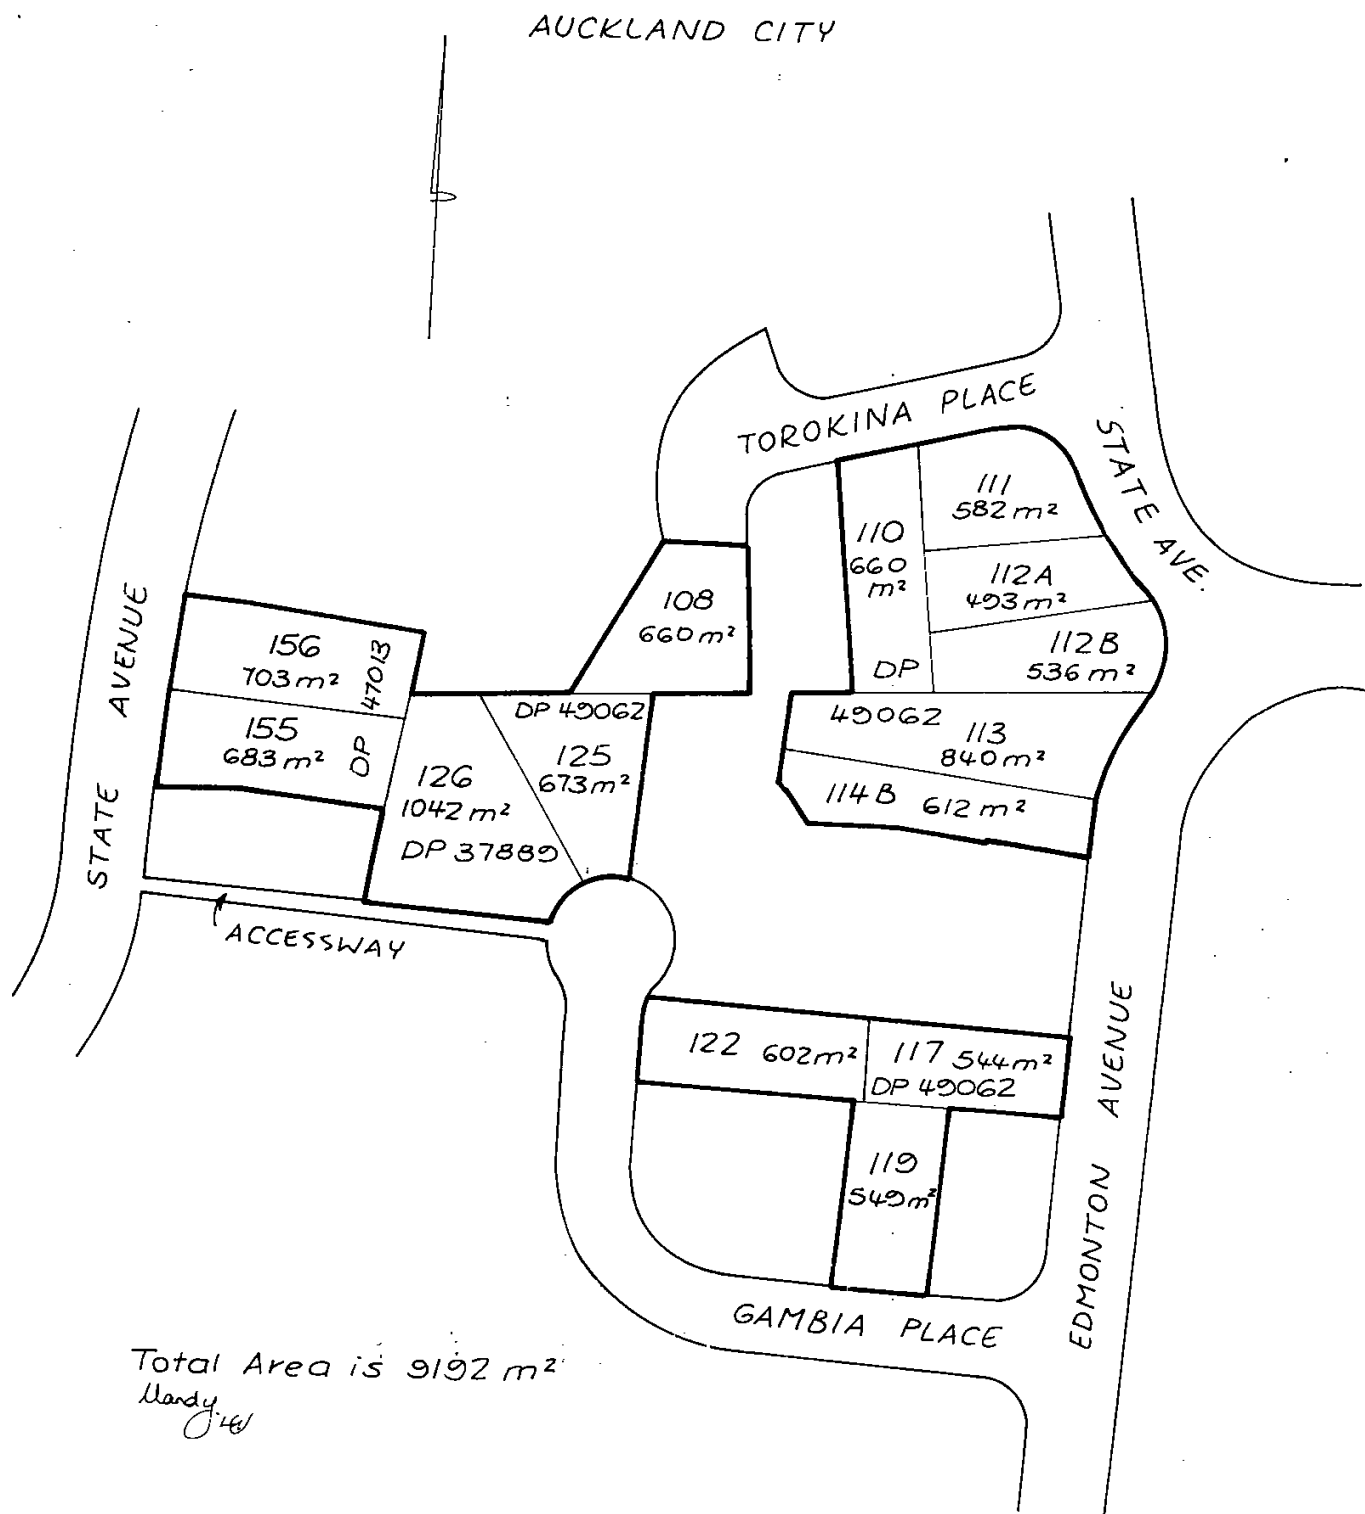 AUCKLAND CITY
TOROKINA PLACE
STATE AVE.
111
582 m²
110
660
m²
112A
493 m²
108
660 m²
112B
536 m²
DP
STATE AVENUE
156
703 m²
DP 47013
155
683 m²
DP 49062
125
673 m²
126
1042 m²
DP 37889
49062
113
840 m²
114B 612 m²
ACCESSWAY
122 602 m²
117 544 m²
DP 49062
119
549 m²
EDMONTON AVENUE
GAMBIA PLACE
Total Area is 9192 m²